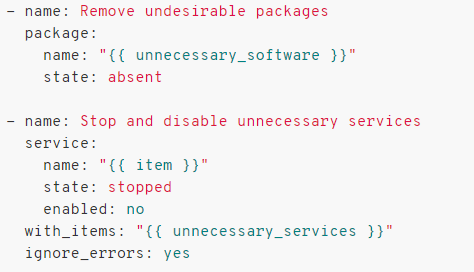 - name: Remove undesirable packages
  package:
    name: "{{ unnecessary_software }}"
    state: absent

- name: Stop and disable unnecessary services
  service:
    name: "{{ item }}"
    state: stopped
    enabled: no
  with_items: "{{ unnecessary_services }}"
  ignore_errors: yes